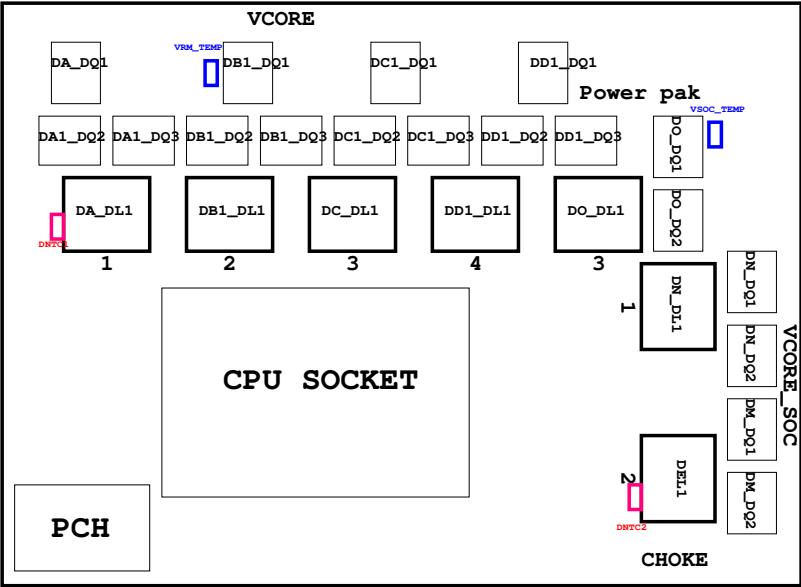 VCORE
VRM_TEMP
DA_DQ1
DB1_DQ1
DC1_DQ1
DD1_DQ1
Power pak
VSOC_TEMP
DA1_DQ2
DA1_DQ3
DB1_DQ2
DB1_DQ3
DC1_DQ2
DC1_DQ3
DD1_DQ2
DD1_DQ3
DO_DQ1
DA_DL1
DB1_DL1
DC_DL1
DD1_DL1
DO_DL1
DO_DQ2
DNTC1
1
2
3
4
3
DN_DL1
1
DN_DQ1
DN_DQ2
VCORE_SOC
CPU SOCKET
DM_DQ1
DEL1
2
DM_DQ2
DNTC2
PCH
CHOKE